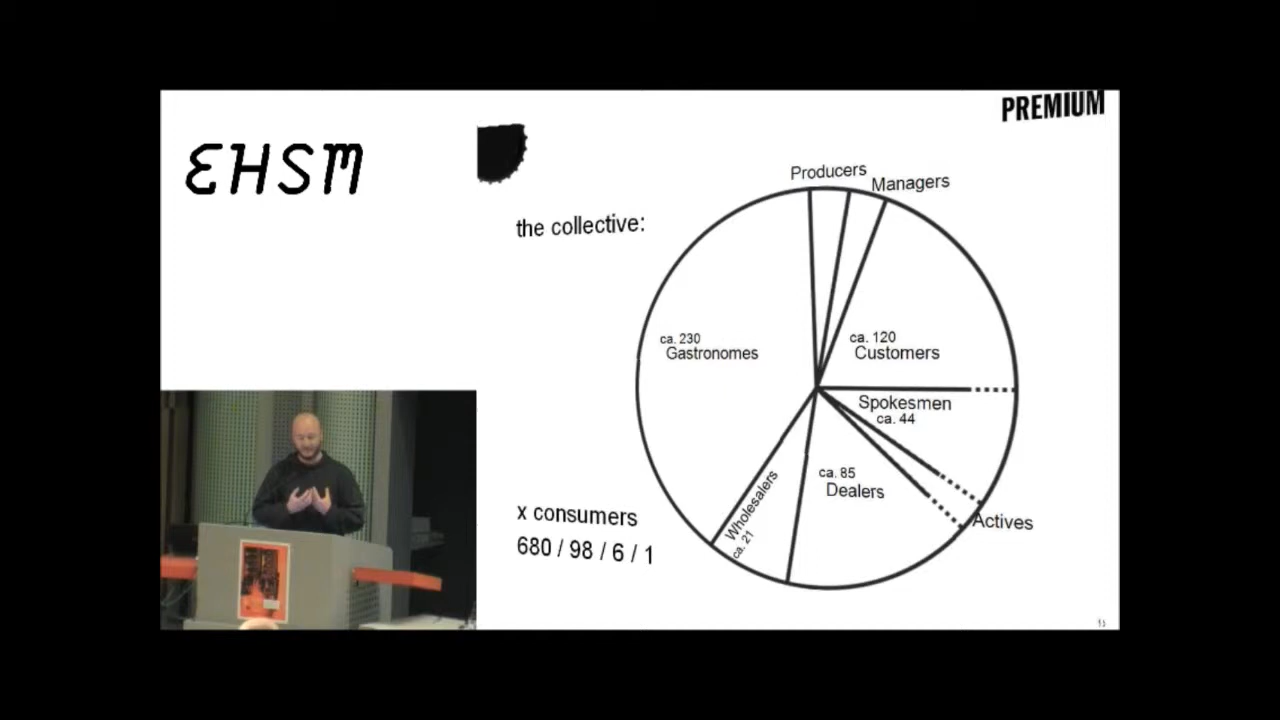 EHSM
PREMIUM
the collective:
Producers
Managers
ca. 230
Gastronomes
ca. 120
Customers
Spokesmen
ca. 44
ca. 85
Dealers
Wholesalers
ca. 21
Actives
x consumers
680 / 98 / 6 / 1